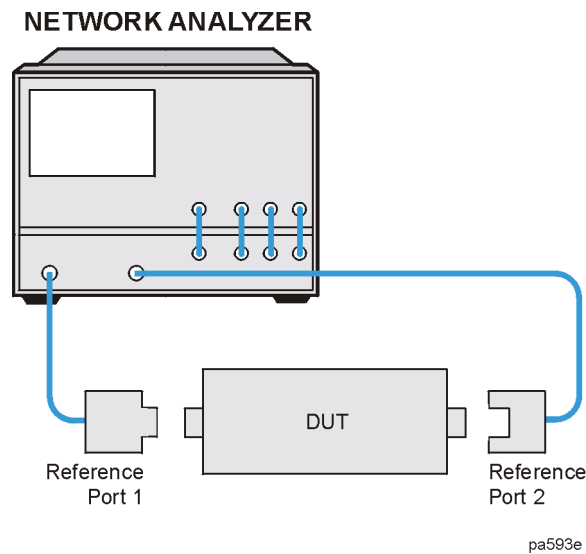 NETWORK ANALYZER
DUT
Reference
Port 1
Reference
Port 2
pa593e